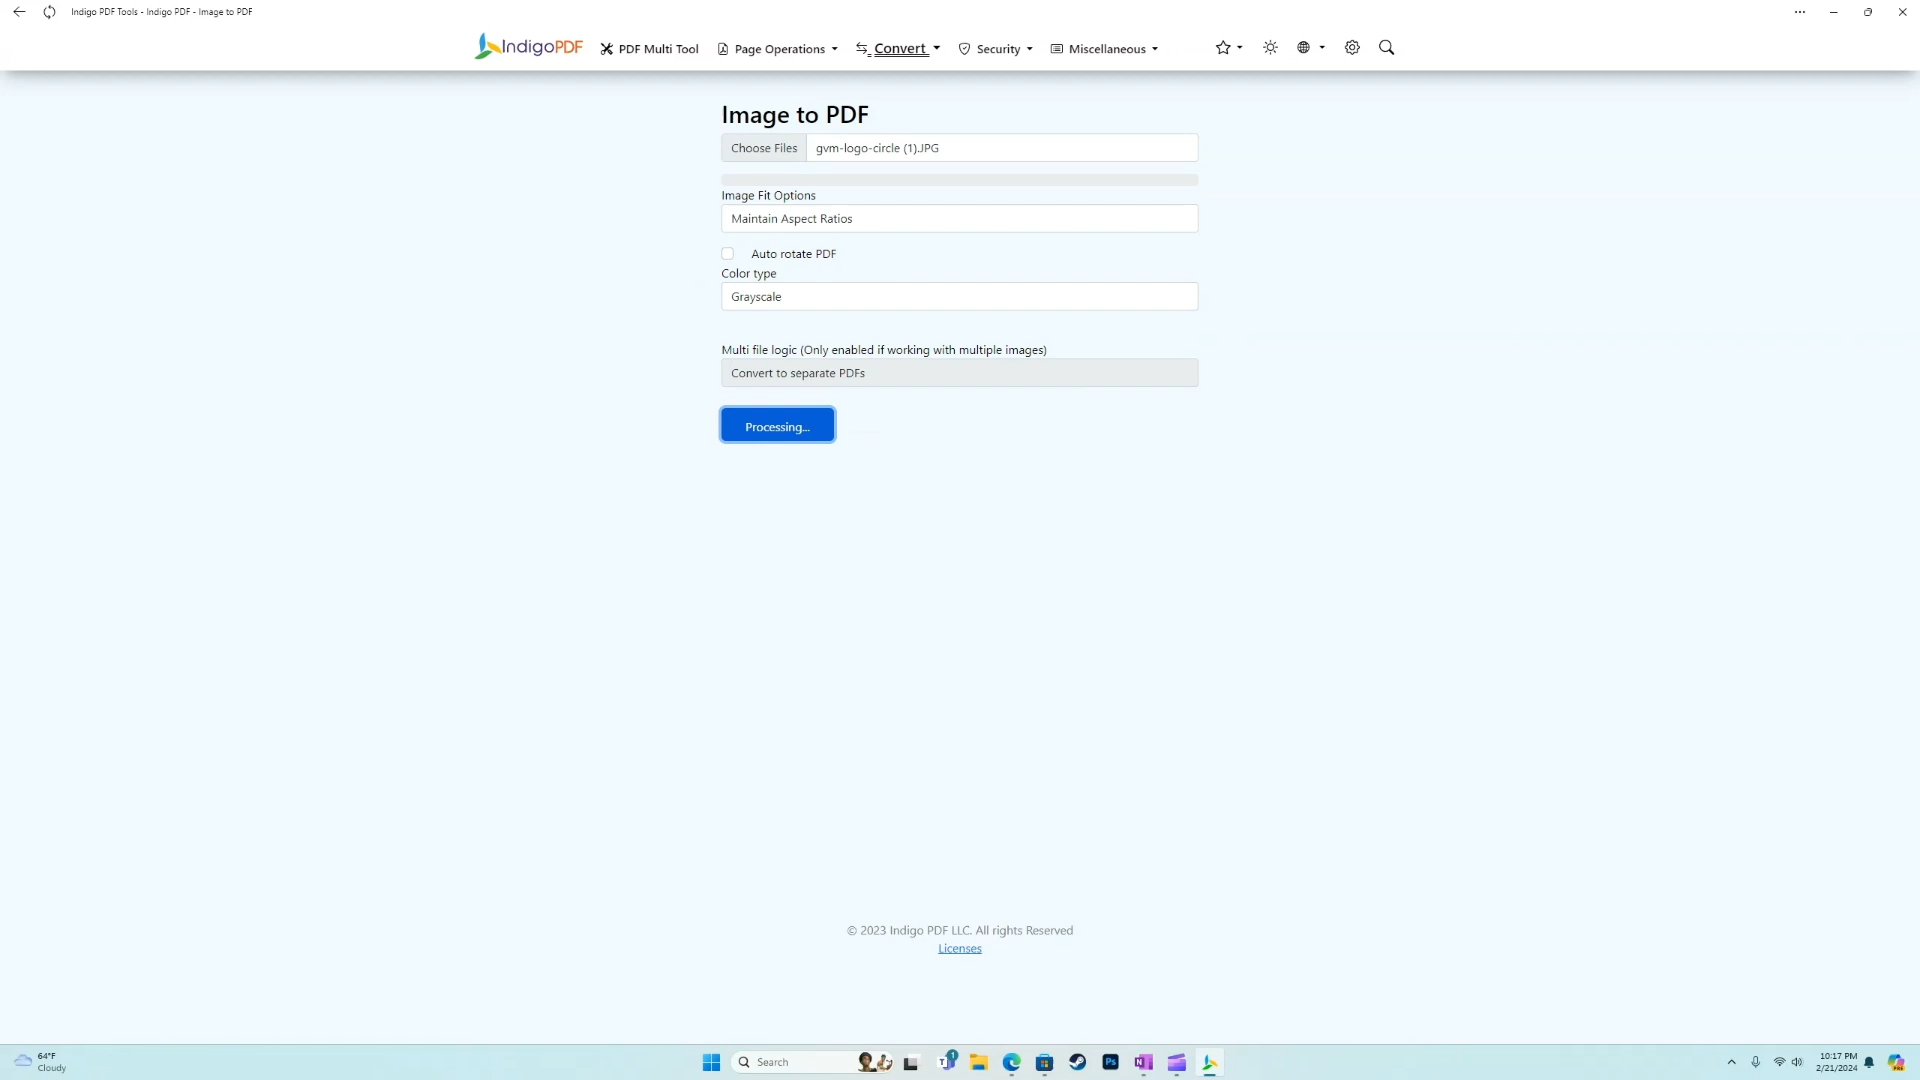 Indigo PDF Tools - Indigo PDF - Image to PDF
IndigoPDF PDF Multi Tool Page Operations Convert Security Miscellaneous
Image to PDF
Choose Files gvm-logo-circle (1).JPG
Image Fit Options
Maintain Aspect Ratios
Auto rotate PDF
Color type
Grayscale
Multi file logic (Only enabled if working with multiple images)
Convert to separate PDFs
Processing...
© 2023 Indigo PDF LLC. All rights Reserved
Licenses
64°F
Cloudy
Search
1
Ps
10:17 PM
2/21/2024
PRE